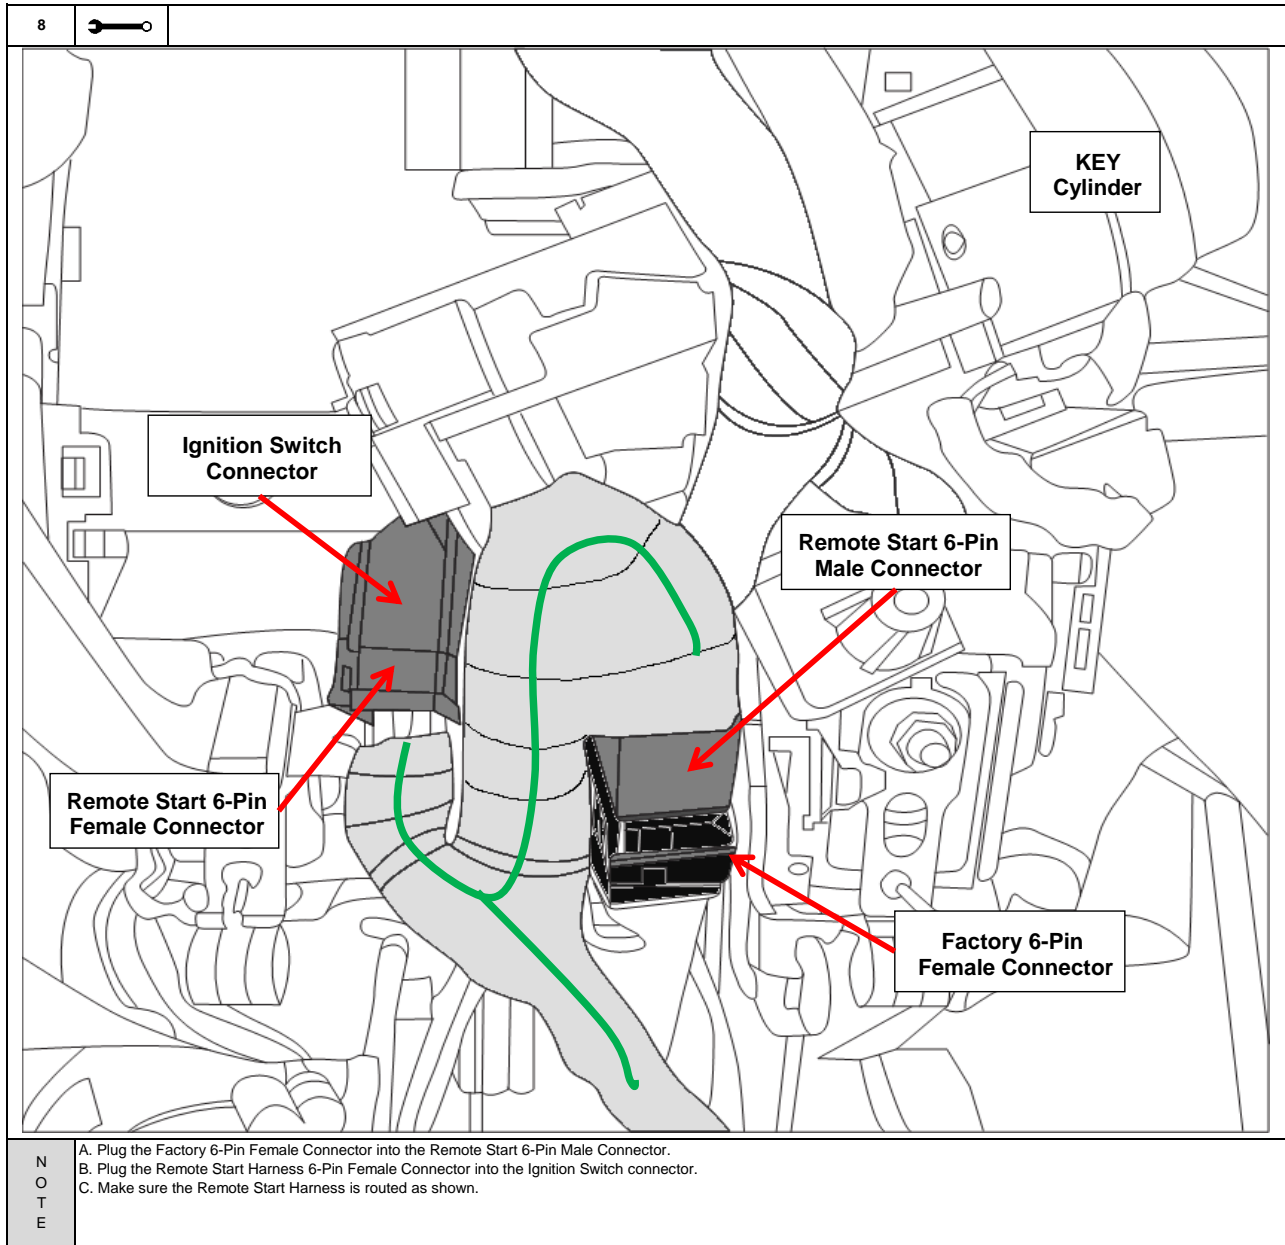 8
KEY
Cylinder
Ignition Switch
Connector
Remote Start 6-Pin
Male Connector
Remote Start 6-Pin
Female Connector
Factory 6-Pin
Female Connector
N
O
T
E
A. Plug the Factory 6-Pin Female Connector into the Remote Start 6-Pin Male Connector.
B. Plug the Remote Start Harness 6-Pin Female Connector into the Ignition Switch connector.
C. Make sure the Remote Start Harness is routed as shown.